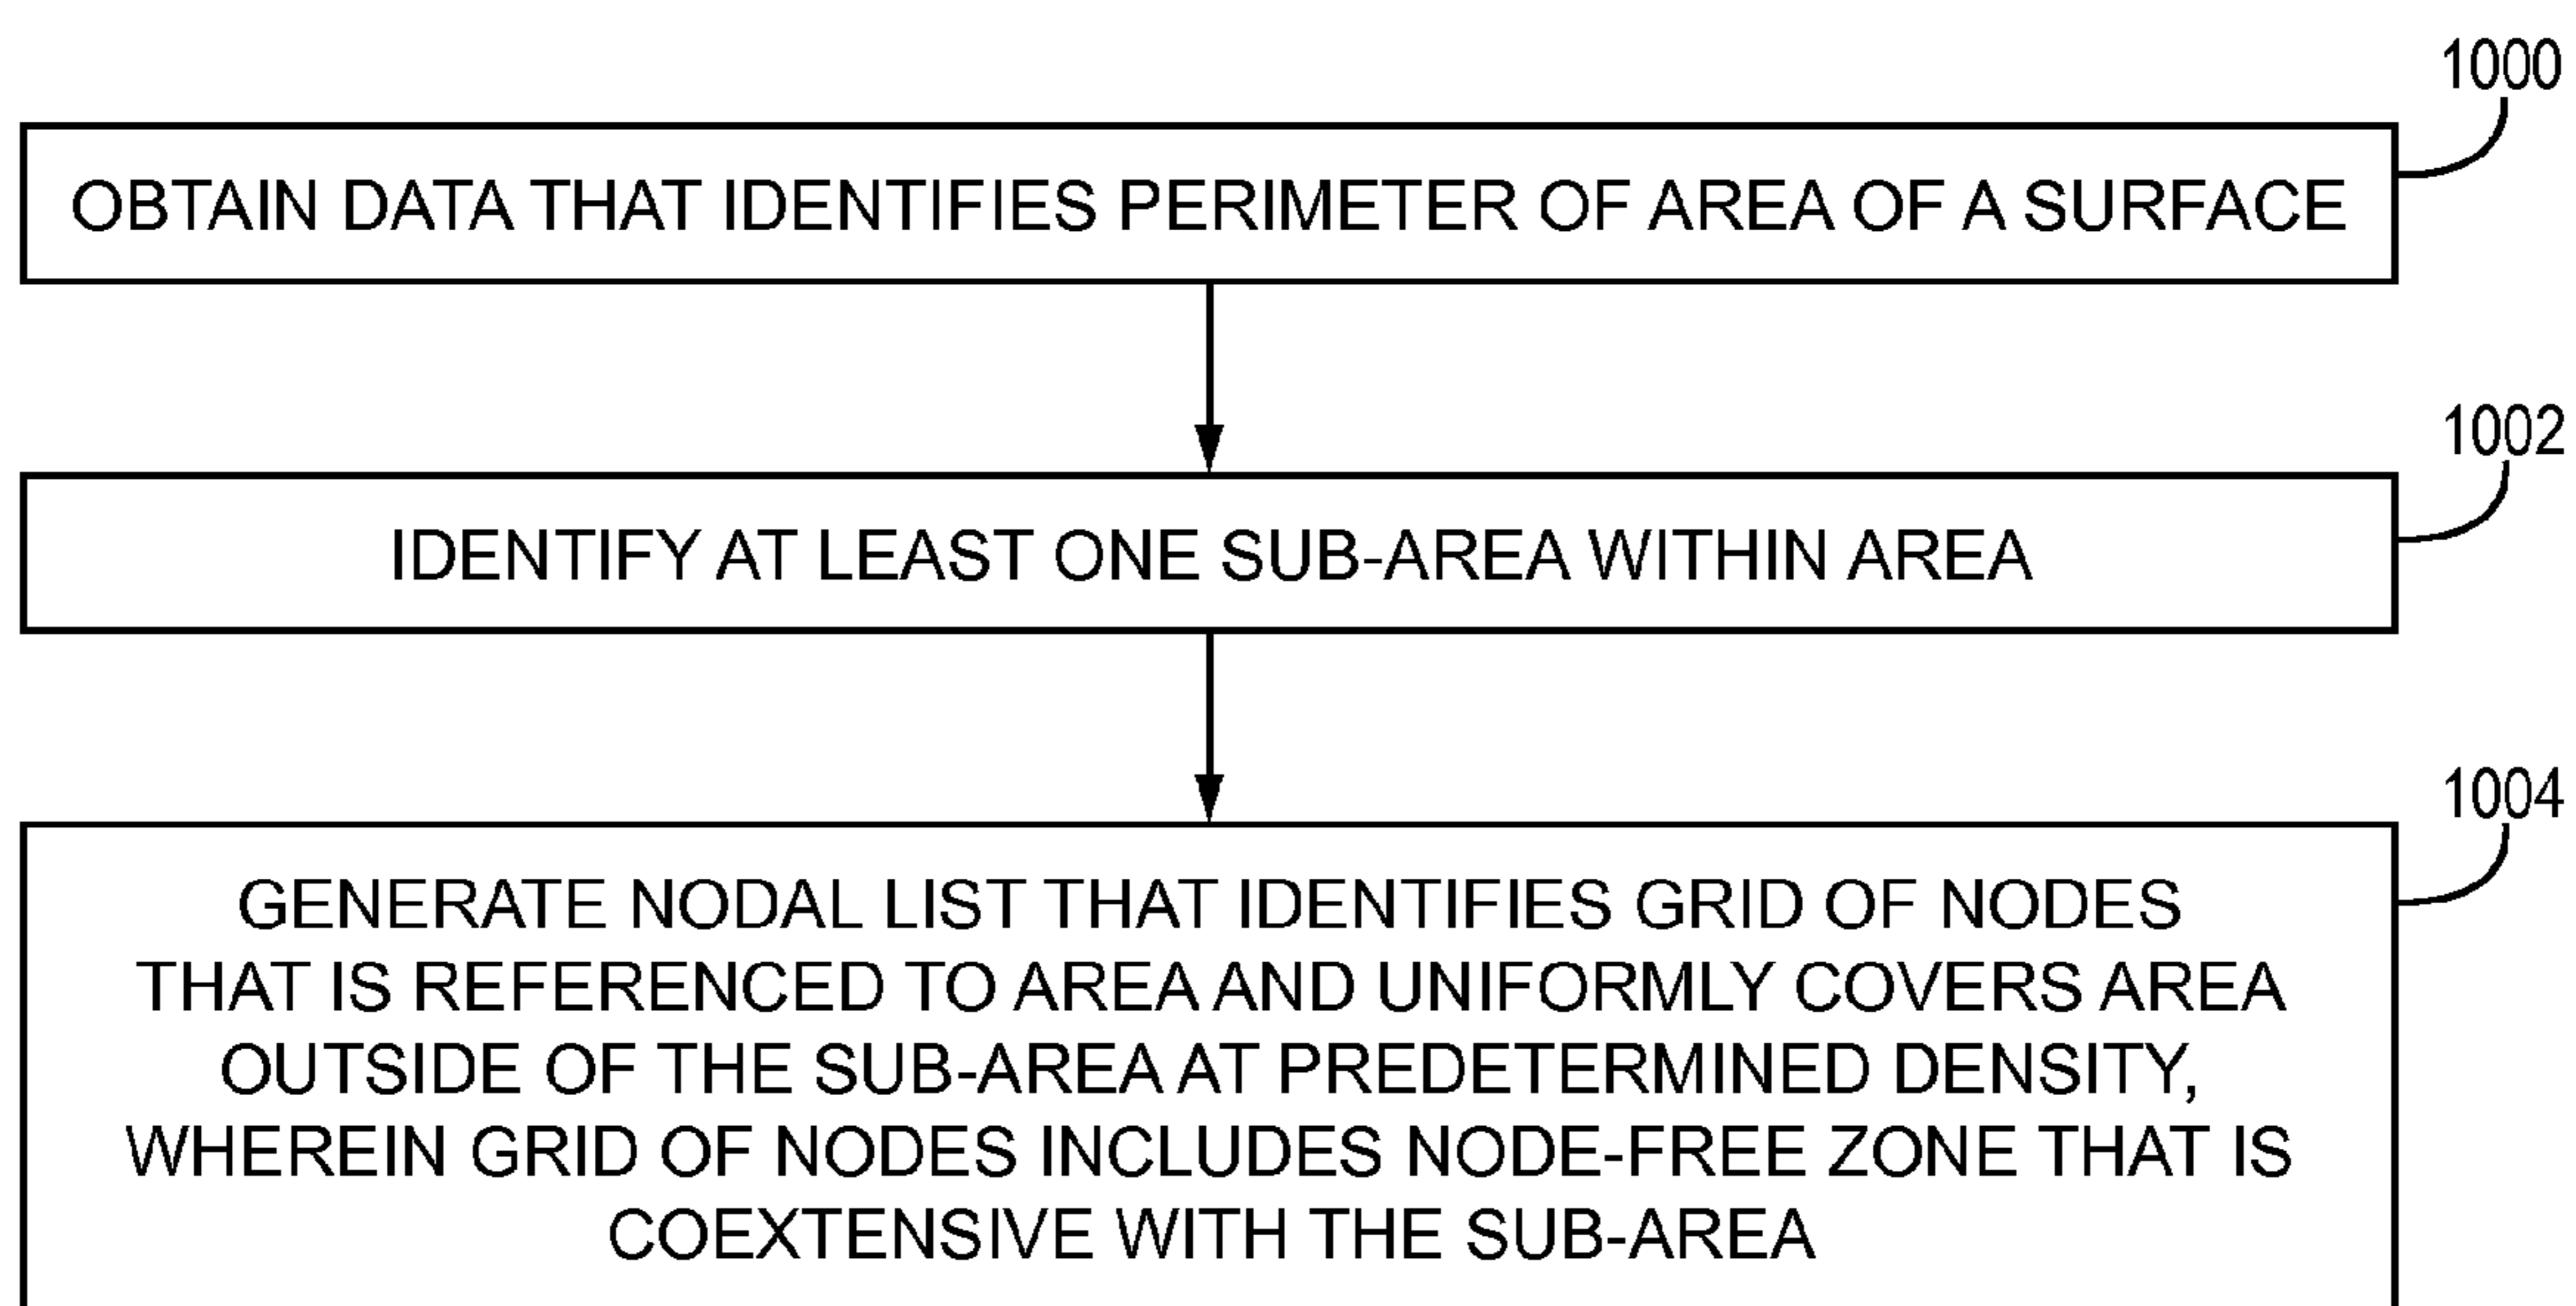 1000
OBTAIN DATA THAT IDENTIFIES PERIMETER OF AREA OF A SURFACE
1002
IDENTIFY AT LEAST ONE SUB-AREA WITHIN AREA
1004
GENERATE NODAL LIST THAT IDENTIFIES GRID OF NODES
THAT IS REFERENCED TO AREA AND UNIFORMLY COVERS AREA
OUTSIDE OF THE SUB-AREA AT PREDETERMINED DENSITY,
WHEREIN GRID OF NODES INCLUDES NODE-FREE ZONE THAT IS
COEXTENSIVE WITH THE SUB-AREA